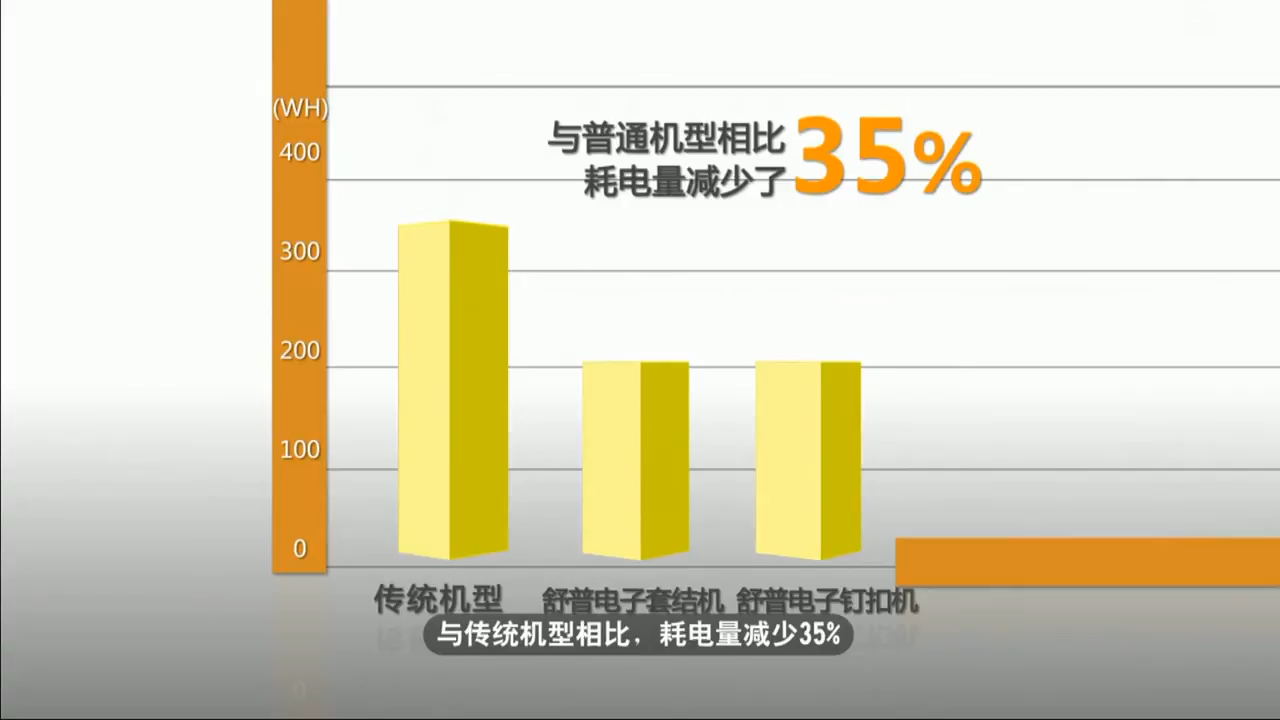 (WH)
400
300
200
100
0
与普通机型相比
耗电量减少了
35%
传统机型
舒普电子套结机
舒普电子钉扣机
与传统机型相比，耗电量减少35%